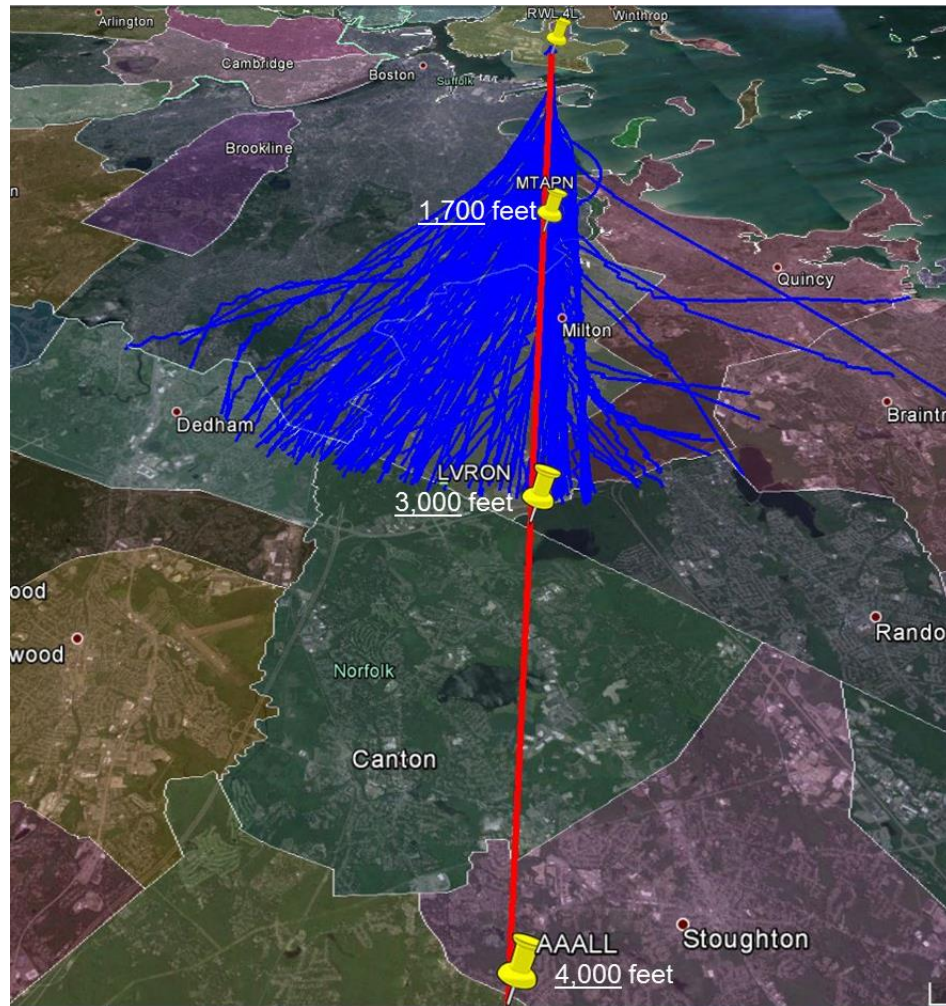 RWL 4L
Winthrop
Arlington
Cambridge
Boston
Suffolk
Brookline
MTAPN
1,700 feet
Quincy
Milton
Dedham
Braintr
LVRON
3,000 feet
ood
wood
Rando
Norfolk
Canton
AAALL
Stoughton
4,000 feet
L